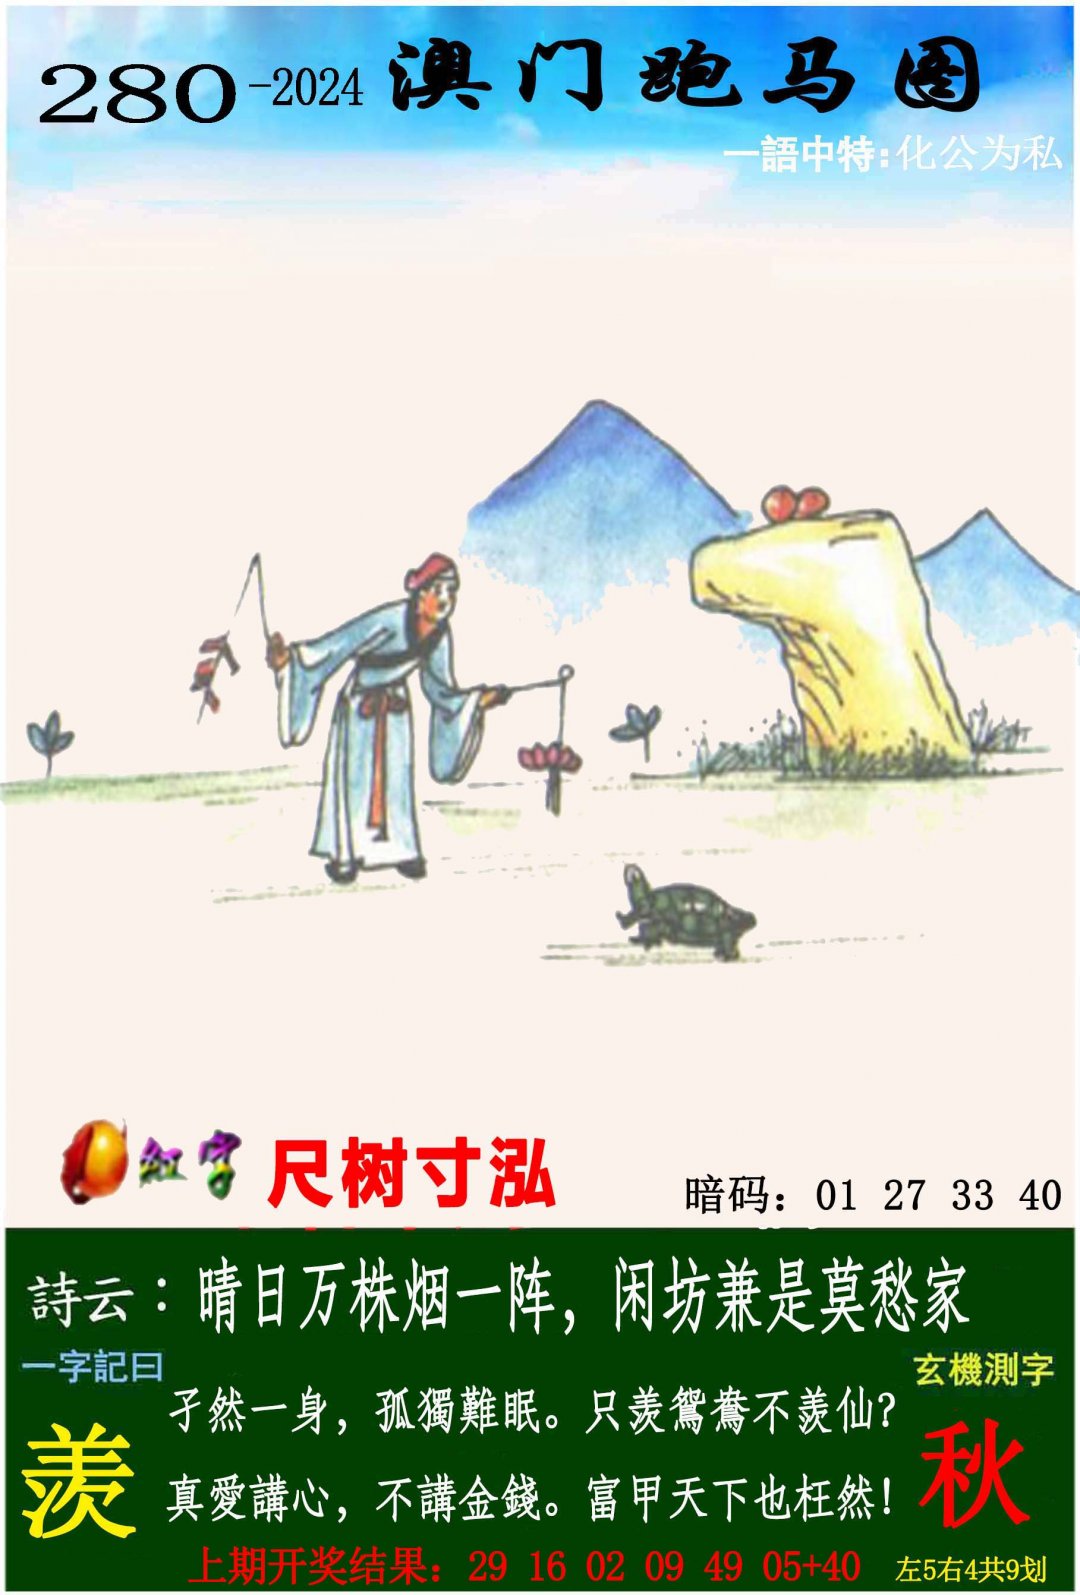 280-2024 澳门跑马图
一語中特:化公为私
红字 尺树寸泓
暗码：01 27 33 40
詩云：晴日万株烟一阵，闲坊兼是莫愁家
一字記曰
玄機測字
孑然一身，孤獨難眠。只羨鴛鴦不羨仙？
羨
秋
真愛講心，不講金錢。富甲天下也枉然！
上期开奖结果：29 16 02 09 49 05+40
左5右4共9划